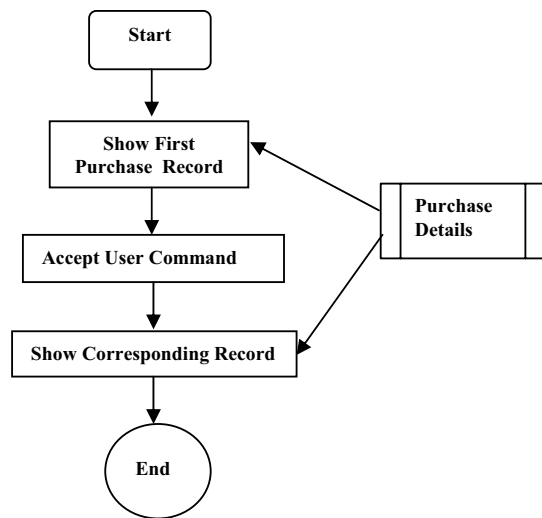 Start
Show First
Purchase Record
Purchase
Details
Accept User Command
Show Corresponding Record
End